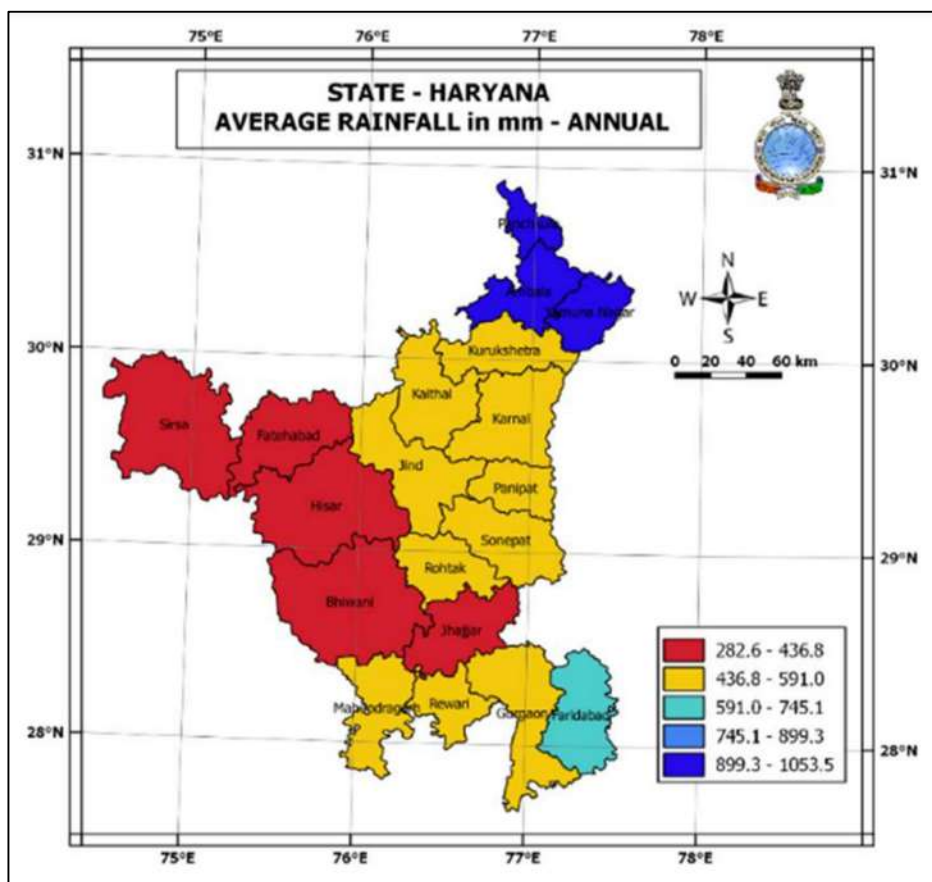 75°E 76°E 77°E 78°E
STATE - HARYANA
AVERAGE RAINFALL in mm - ANNUAL
31°N 31°N
Panchkula
N
Ambala
W E
Yamuna Nagar
S
30°N 30°N
Kurukshetra
0 20 40 60 km
Kaithal
Karnal
Sirsa
Fatehabad
Jind
Panipat
Hisar
29°N 29°N
Sonepat
Rohtak
Bhiwani
Jhajjar
282.6 - 436.8
436.8 - 591.0
591.0 - 745.1
745.1 - 899.3
899.3 - 1053.5
Mahendragarh
Rewari
Gurgaon
Faridabad
28°N 28°N
75°E 76°E 77°E 78°E